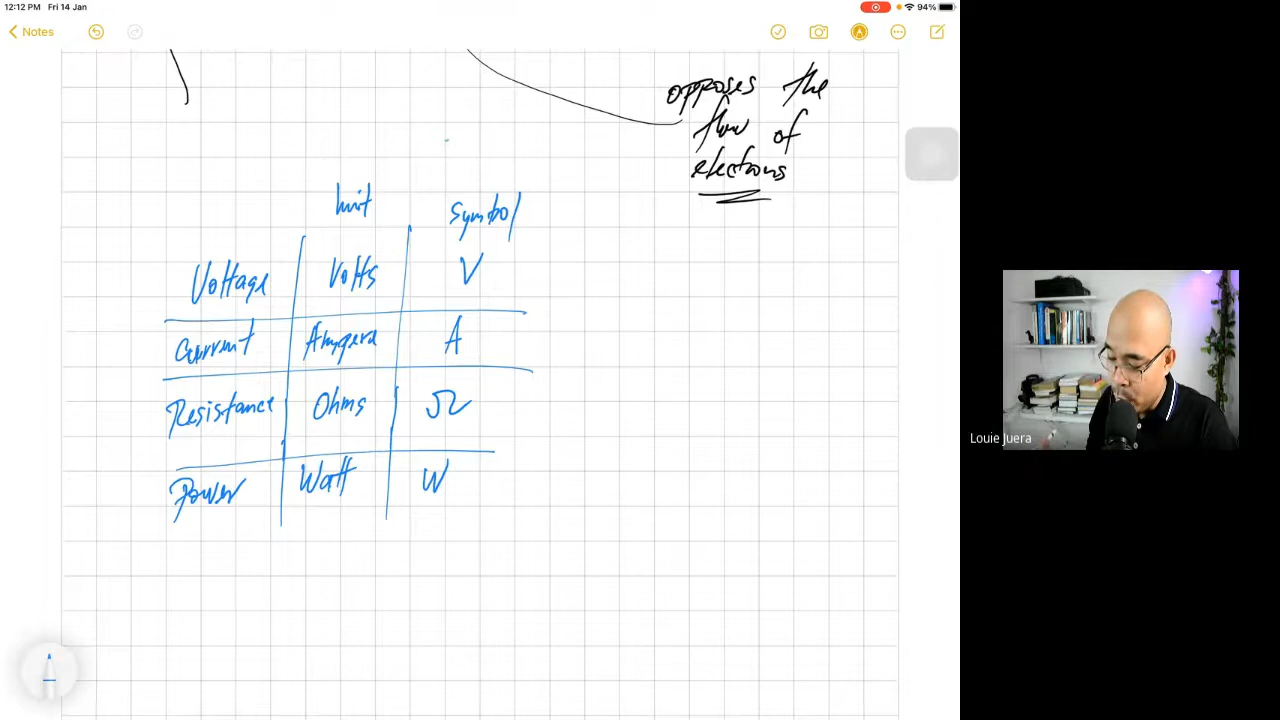 12:12 PM Fri 14 Jan
94%
Notes
opposes the
flow of
electrons
Unit Symbol
Voltage Volts V
Current Ampere A
Resistance Ohms Ω
Power Watt W
Louie Juera